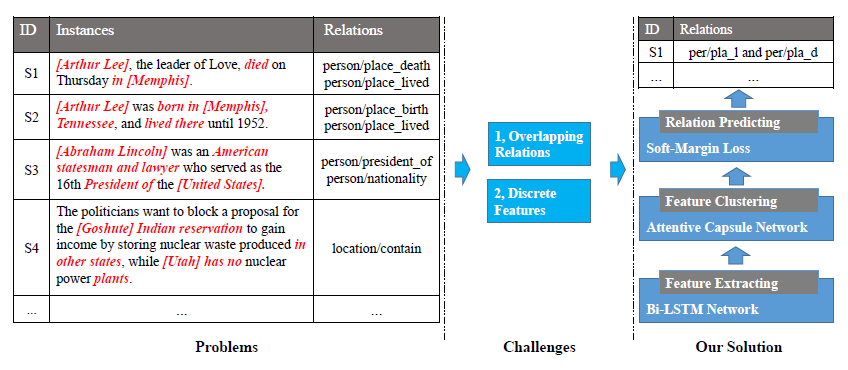 ID Instances Relations
S1
[Arthur Lee], the leader of Love, died on
Thursday in [Memphis].
person/place_death
person/place_lived
S2
[Arthur Lee] was born in [Memphis],
Tennessee, and lived there until 1952.
person/place_birth
person/place_lived
S3
[Abraham Lincoln] was an American
statesman and lawyer who served as the
16th President of the [United States].
person/president_of
person/nationality
S4
The politicians want to block a proposal for
the [Goshute] Indian reservation to gain
income by storing nuclear waste produced in
other states, while [Utah] has no nuclear
power plants.
location/contain
... ... ...
Problems
1, Overlapping
Relations
2, Discrete
Features
Challenges
ID Relations
S1 per/pla_l and per/pla_d
... ...
Relation Predicting
Soft-Margin Loss
Feature Clustering
Attentive Capsule Network
Feature Extracting
Bi-LSTM Network
Our Solution